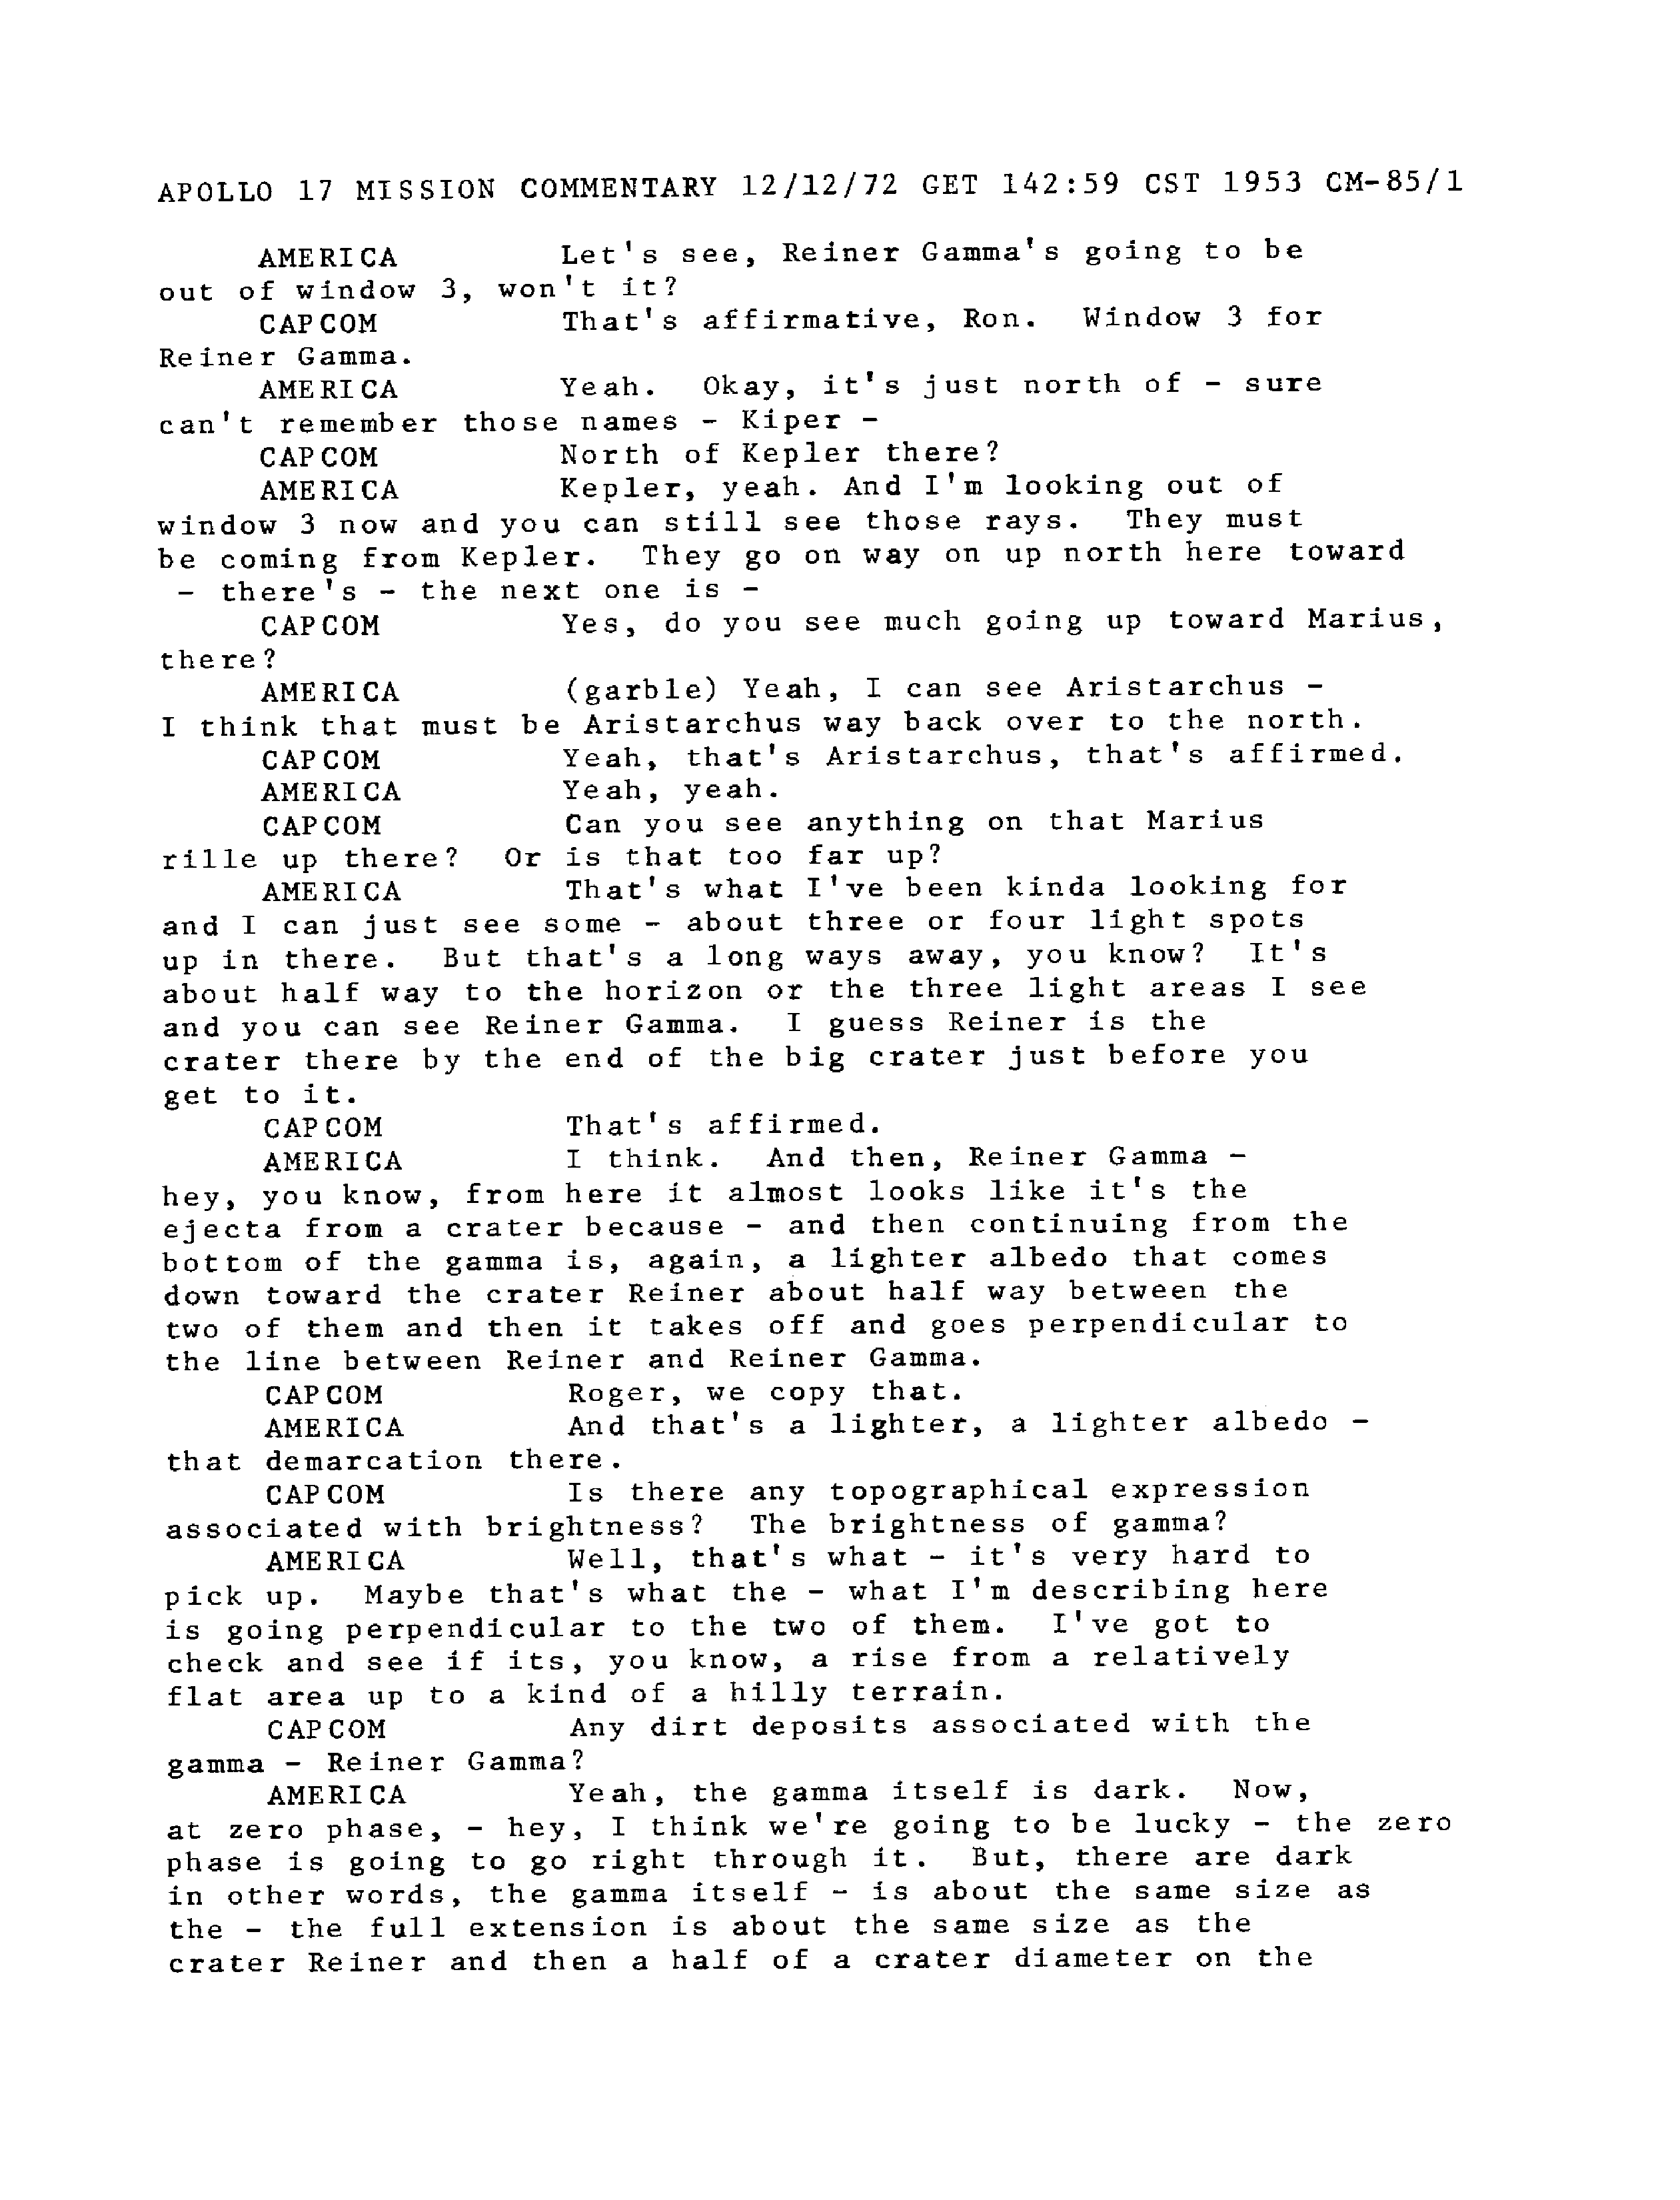 APOLLO 17 MISSION COMMENTARY 12/12/72 GET 142:59 CST 1953 CM-85/1
AMERICA Let's see, Reiner Gamma's going to be
out of window 3, won't it?
CAPCOM That's affirmative, Ron. Window 3 for
Reiner Gamma.
AMERICA Yeah. Okay, it's just north of - sure
can't remember those names - Kiper -
CAPCOM North of Kepler there?
AMERICA Kepler, yeah. And I'm looking out of
window 3 now and you can still see those rays. They must
be coming from Kepler. They go on way on up north here toward
- there's - the next one is -
CAPCOM Yes, do you see much going up toward Marius,
there?
AMERICA (garble) Yeah, I can see Aristarchus -
I think that must be Aristarchus way back over to the north.
CAPCOM Yeah, that's Aristarchus, that's affirmed.
AMERICA Yeah, yeah.
CAPCOM Can you see anything on that Marius
rille up there? Or is that too far up?
AMERICA That's what I've been kinda looking for
and I can just see some - about three or four light spots
up in there. But that's a long ways away, you know? It's
about half way to the horizon or the three light areas I see
and you can see Reiner Gamma. I guess Reiner is the
crater there by the end of the big crater just before you
get to it.
CAPCOM That's affirmed.
AMERICA I think. And then, Reiner Gamma -
hey, you know, from here it almost looks like it's the
ejecta from a crater because - and then continuing from the
bottom of the gamma is, again, a lighter albedo that comes
down toward the crater Reiner about half way between the
two of them and then it takes off and goes perpendicular to
the line between Reiner and Reiner Gamma.
CAPCOM Roger, we copy that.
AMERICA And that's a lighter, a lighter albedo -
that demarcation there.
CAPCOM Is there any topographical expression
associated with brightness? The brightness of gamma?
AMERICA Well, that's what - it's very hard to
pick up. Maybe that's what the - what I'm describing here
is going perpendicular to the two of them. I've got to
check and see if its, you know, a rise from a relatively
flat area up to a kind of a hilly terrain.
CAPCOM Any dirt deposits associated with the
gamma - Reiner Gamma?
AMERICA Yeah, the gamma itself is dark. Now,
at zero phase, - hey, I think we're going to be lucky - the zero
phase is going to go right through it. But, there are dark
in other words, the gamma itself - is about the same size as
the - the full extension is about the same size as the
crater Reiner and then a half of a crater diameter on the